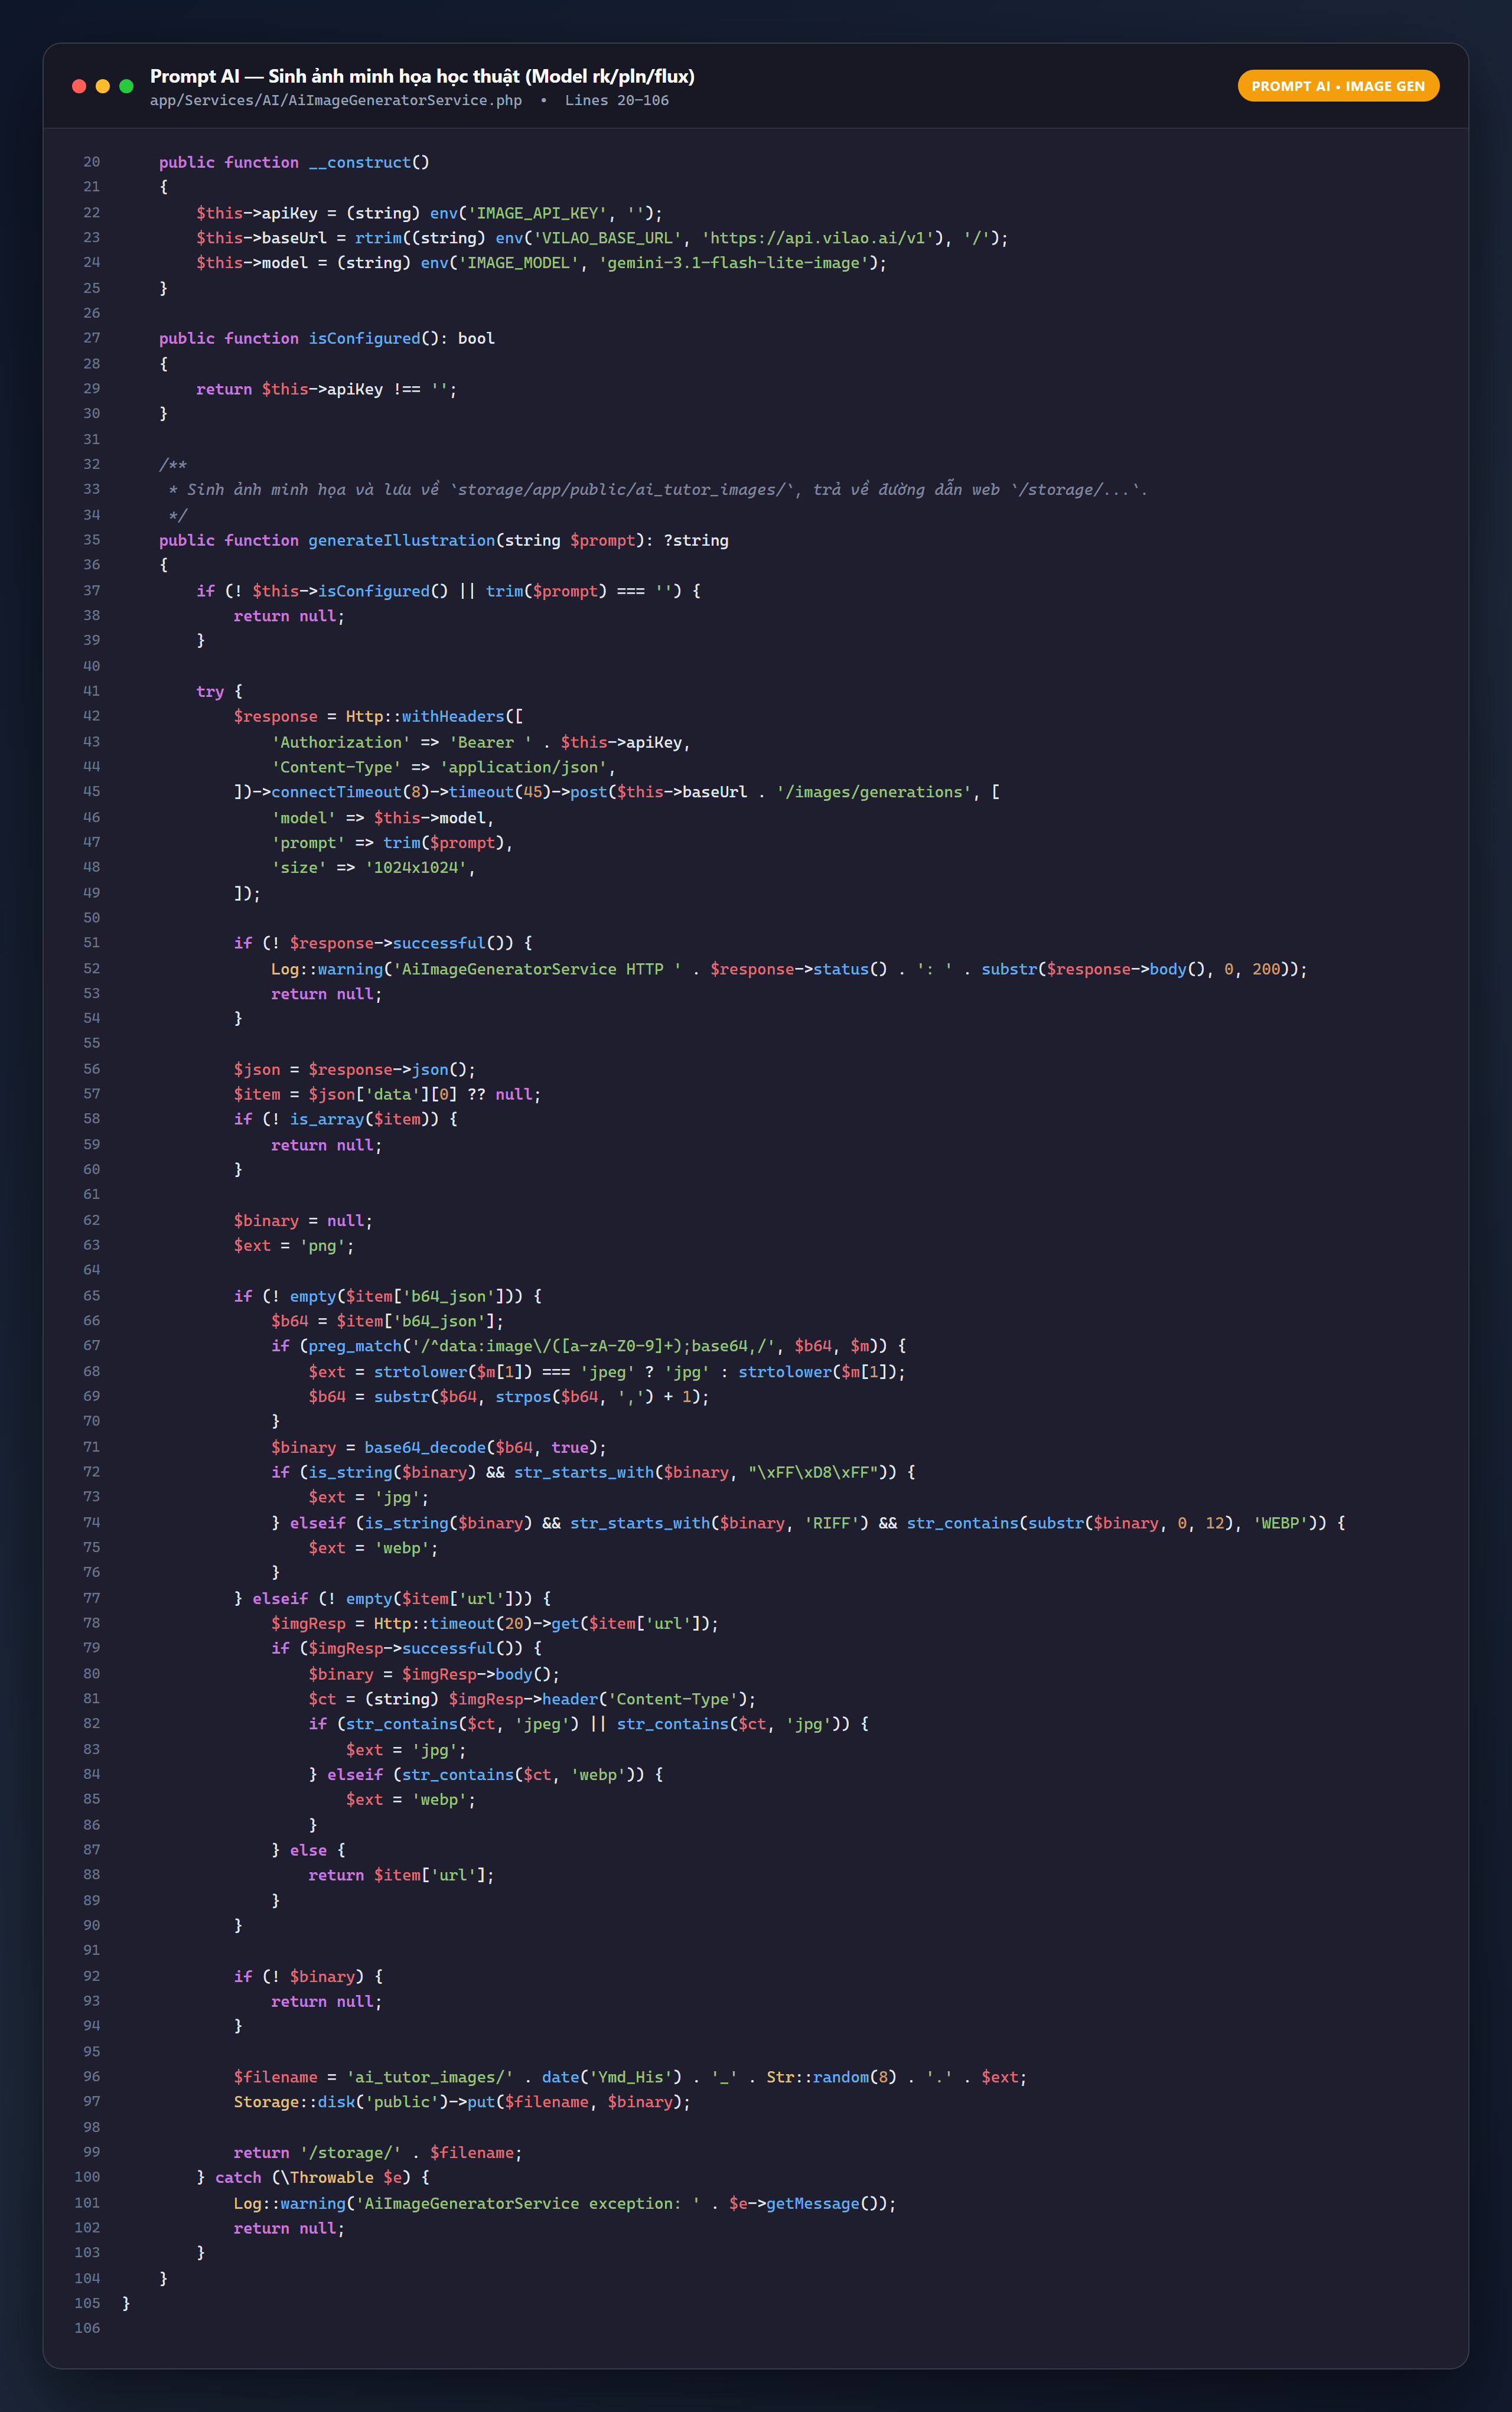 Prompt AI — Sinh ảnh minh họa học thuật (Model rk/pln/flux)
app/Services/AI/AiImageGeneratorService.php • Lines 20–106
PROMPT AI • IMAGE GEN
20     public function __construct()
21     {
22         $this->apiKey = (string) env('IMAGE_API_KEY', '');
23         $this->baseUrl = rtrim((string) env('VILAO_BASE_URL', 'https://api.vilao.ai/v1'), '/');
24         $this->model = (string) env('IMAGE_MODEL', 'gemini-3.1-flash-lite-image');
25     }
26
27     public function isConfigured(): bool
28     {
29         return $this->apiKey !== '';
30     }
31
32     /**
33      * Sinh ảnh minh họa và lưu về `storage/app/public/ai_tutor_images/`, trả về đường dẫn web `/storage/...`.
34      */
35     public function generateIllustration(string $prompt): ?string
36     {
37         if (! $this->isConfigured() || trim($prompt) === '') {
38             return null;
39         }
40
41         try {
42             $response = Http::withHeaders([
43                 'Authorization' => 'Bearer ' . $this->apiKey,
44                 'Content-Type' => 'application/json',
45             ])->connectTimeout(8)->timeout(45)->post($this->baseUrl . '/images/generations', [
46                 'model' => $this->model,
47                 'prompt' => trim($prompt),
48                 'size' => '1024x1024',
49             ]);
50
51             if (! $response->successful()) {
52                 Log::warning('AiImageGeneratorService HTTP ' . $response->status() . ': ' . substr($response->body(), 0, 200));
53                 return null;
54             }
55
56             $json = $response->json();
57             $item = $json['data'][0] ?? null;
58             if (! is_array($item)) {
59                 return null;
60             }
61
62             $binary = null;
63             $ext = 'png';
64
65             if (! empty($item['b64_json'])) {
66                 $b64 = $item['b64_json'];
67                 if (preg_match('/^data:image\/([a-zA-Z0-9]+);base64,/', $b64, $m)) {
68                     $ext = strtolower($m[1]) === 'jpeg' ? 'jpg' : strtolower($m[1]);
69                     $b64 = substr($b64, strpos($b64, ',') + 1);
70                 }
71                 $binary = base64_decode($b64, true);
72                 if (is_string($binary) && str_starts_with($binary, "\xFF\xD8\xFF")) {
73                     $ext = 'jpg';
74                 } elseif (is_string($binary) && str_starts_with($binary, 'RIFF') && str_contains(substr($binary, 0, 12), 'WEBP')) {
75                     $ext = 'webp';
76                 }
77             } elseif (! empty($item['url'])) {
78                 $imgResp = Http::timeout(20)->get($item['url']);
79                 if ($imgResp->successful()) {
80                     $binary = $imgResp->body();
81                     $ct = (string) $imgResp->header('Content-Type');
82                     if (str_contains($ct, 'jpeg') || str_contains($ct, 'jpg')) {
83                         $ext = 'jpg';
84                     } elseif (str_contains($ct, 'webp')) {
85                         $ext = 'webp';
86                     }
87                 } else {
88                     return $item['url'];
89                 }
90             }
91
92             if (! $binary) {
93                 return null;
94             }
95
96             $filename = 'ai_tutor_images/' . date('Ymd_His') . '_' . Str::random(8) . '.' . $ext;
97             Storage::disk('public')->put($filename, $binary);
98
99             return '/storage/' . $filename;
100         } catch (\Throwable $e) {
101             Log::warning('AiImageGeneratorService exception: ' . $e->getMessage());
102             return null;
103         }
104     }
105 }
106